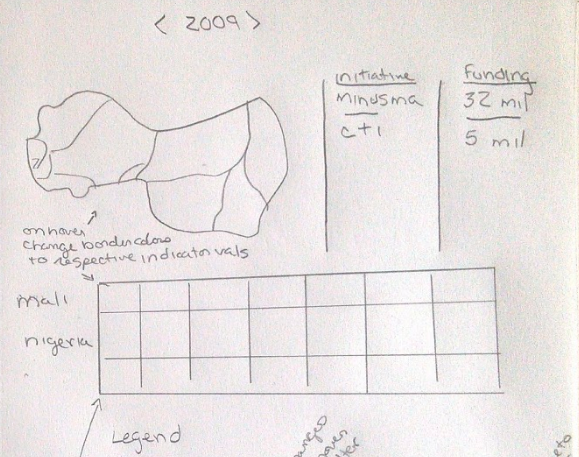 < 2009 >
initiative
Funding
Minusma
32 mil
CT1
5 mil
on hover
change border colors
to respective indicator vals
mali
nigeria
Legend